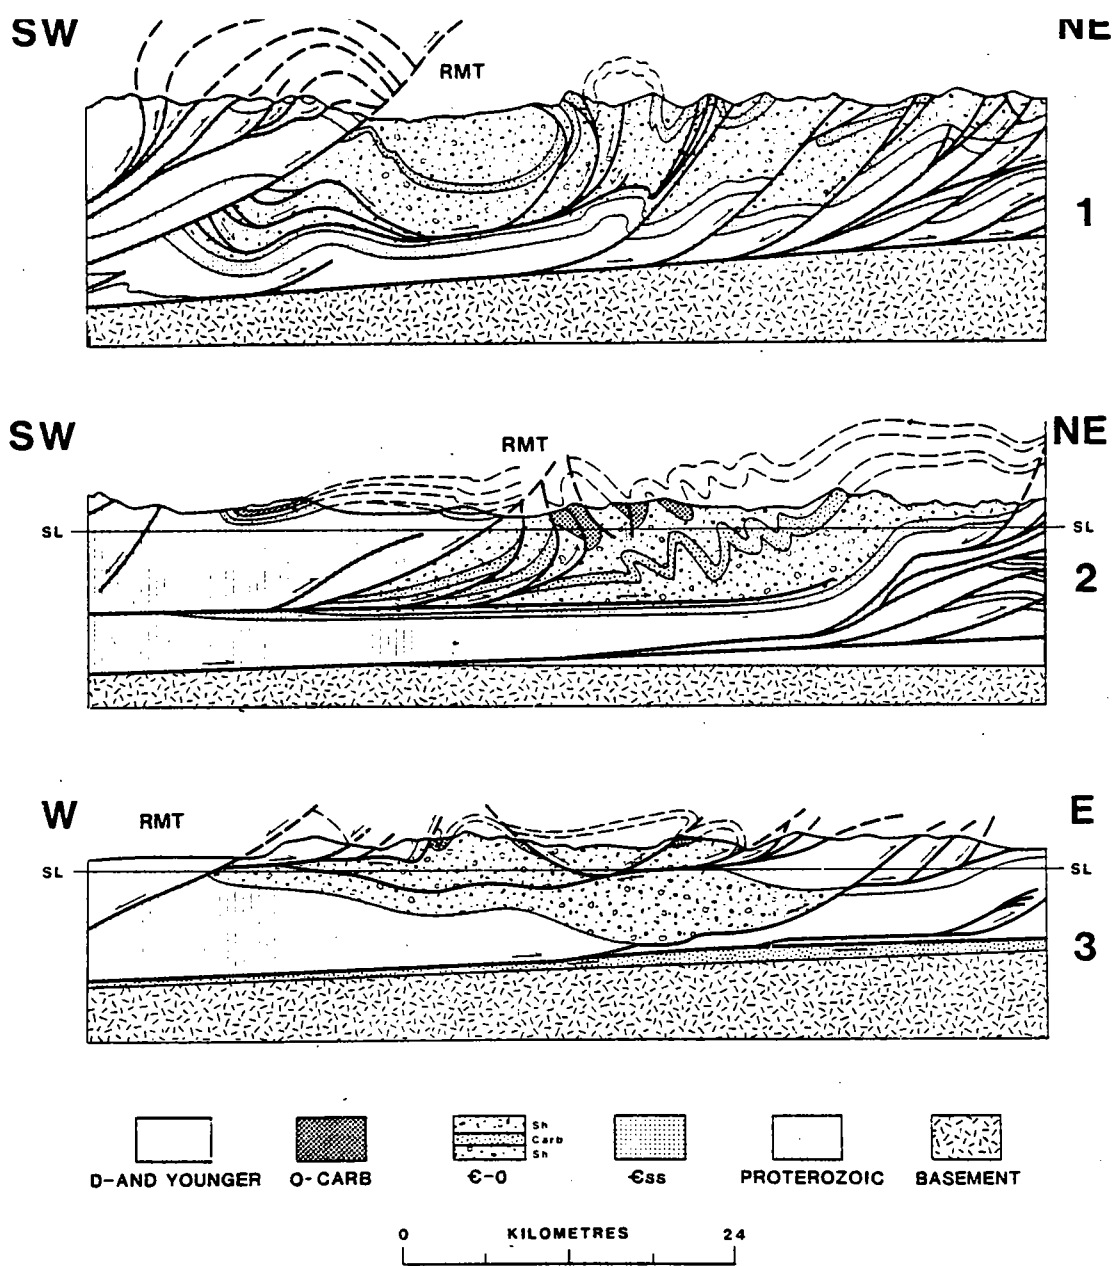 SW
NE
RMT
1
SW
NE
RMT
SL
SL
2
W
E
RMT
SL
SL
3
Sh
Carb
Sh
D-AND YOUNGER
O-CARB
Є-O
Єss
PROTEROZOIC
BASEMENT
0 KILOMETRES 24